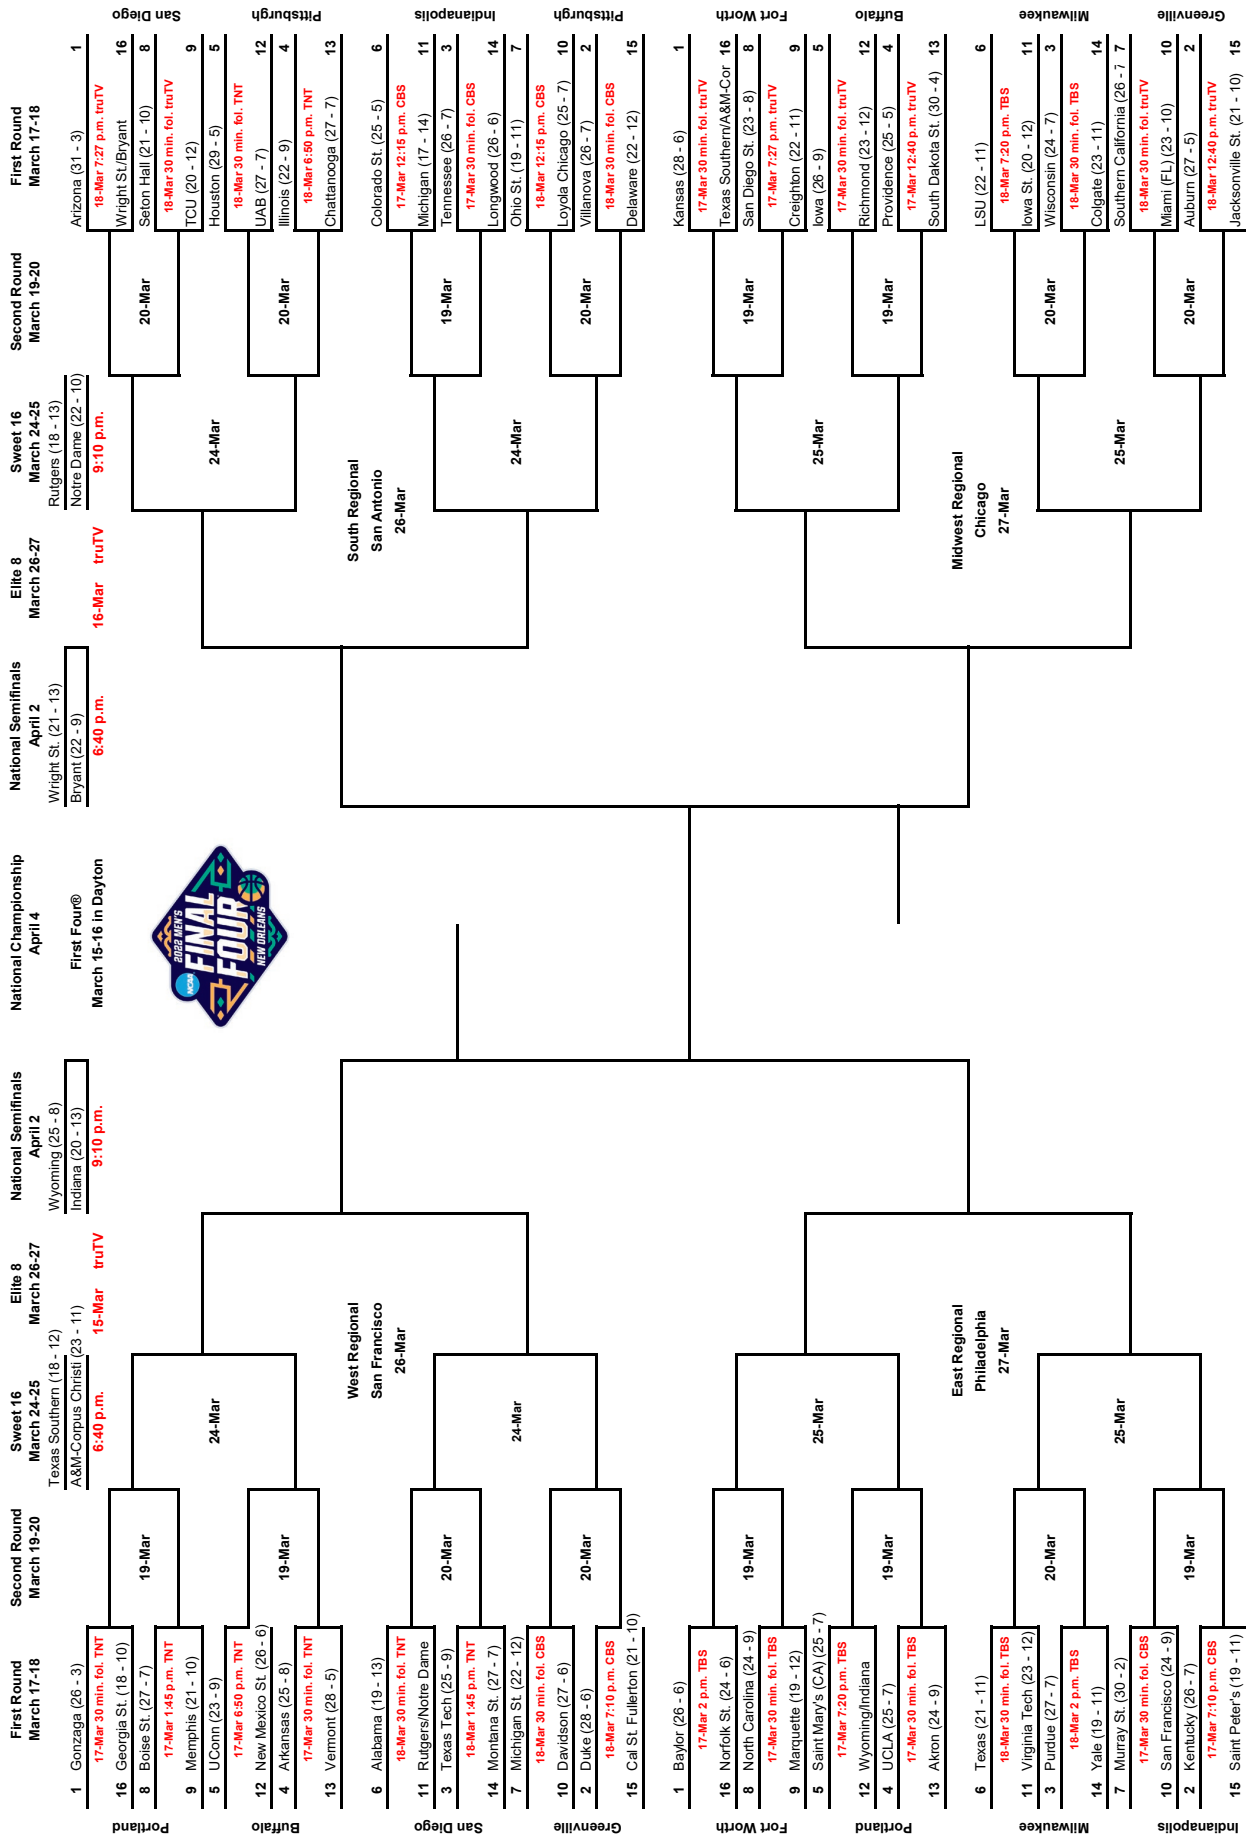 First Round
March 17-18
Second Round
March 19-20
Sweet 16
March 24-25
Elite 8
March 26-27
National Semifinals
April 2
National Championship
April 4
National Semifinals
April 2
Elite 8
March 26-27
Sweet 16
March 24-25
Second Round
March 19-20
First Round
March 17-18
Texas Southern (18 - 12)
A&M-Corpus Christi (23 - 11)
6:40 p.m.
15-Mar truTV
Wyoming (25 - 8)
Indiana (20 - 13)
9:10 p.m.
First Four®
March 15-16 in Dayton
Wright St. (21 - 13)
Bryant (22 - 9)
6:40 p.m.
16-Mar truTV
Rutgers (18 - 13)
Notre Dame (22 - 10)
9:10 p.m.
NCAA
2022 MEN'S
FINAL
FOUR
NEW ORLEANS
Portland
1 Gonzaga (26 - 3)
17-Mar 30 min. fol. TNT
16 Georgia St. (18 - 10)
8 Boise St. (27 - 7)
17-Mar 1:45 p.m. TNT
9 Memphis (21 - 10)
19-Mar
Buffalo
5 UConn (23 - 9)
17-Mar 6:50 p.m. TNT
12 New Mexico St. (26 - 6)
4 Arkansas (25 - 8)
17-Mar 30 min. fol. TNT
13 Vermont (28 - 5)
19-Mar
24-Mar
West Regional
San Francisco
26-Mar
San Diego
6 Alabama (19 - 13)
18-Mar 30 min. fol. TNT
11 Rutgers/Notre Dame
3 Texas Tech (25 - 9)
18-Mar 1:45 p.m. TNT
14 Montana St. (27 - 7)
20-Mar
Greenville
7 Michigan St. (22 - 12)
18-Mar 30 min. fol. CBS
10 Davidson (27 - 6)
2 Duke (28 - 6)
18-Mar 7:10 p.m. CBS
15 Cal St. Fullerton (21 - 10)
20-Mar
24-Mar
Fort Worth
1 Baylor (26 - 6)
17-Mar 2 p.m. TBS
16 Norfolk St. (24 - 6)
8 North Carolina (24 - 9)
17-Mar 30 min. fol. TBS
9 Marquette (19 - 12)
19-Mar
Portland
5 Saint Mary's (CA) (25 - 7)
17-Mar 7:20 p.m. TBS
12 Wyoming/Indiana
4 UCLA (25 - 7)
17-Mar 30 min. fol. TBS
13 Akron (24 - 9)
19-Mar
25-Mar
East Regional
Philadelphia
27-Mar
Milwaukee
6 Texas (21 - 11)
18-Mar 30 min. fol. TBS
11 Virginia Tech (23 - 12)
3 Purdue (27 - 7)
18-Mar 2 p.m. TBS
14 Yale (19 - 11)
20-Mar
Indianapolis
7 Murray St. (30 - 2)
17-Mar 30 min. fol. CBS
10 San Francisco (24 - 9)
2 Kentucky (26 - 7)
17-Mar 7:10 p.m. CBS
15 Saint Peter's (19 - 11)
19-Mar
25-Mar
San Diego
Arizona (31 - 3) 1
18-Mar 7:27 p.m. truTV
Wright St/Bryant 16
Seton Hall (21 - 10) 8
18-Mar 30 min. fol. truTV
TCU (20 - 12) 9
20-Mar
Pittsburgh
Houston (29 - 5) 5
18-Mar 30 min. fol. TNT
UAB (27 - 7) 12
Illinois (22 - 9) 4
18-Mar 6:50 p.m. TNT
Chattanooga (27 - 7) 13
20-Mar
24-Mar
South Regional
San Antonio
26-Mar
Indianapolis
Colorado St. (25 - 5) 6
17-Mar 12:15 p.m. CBS
Michigan (17 - 14) 11
Tennessee (26 - 7) 3
17-Mar 30 min. fol. CBS
Longwood (26 - 6) 14
19-Mar
Pittsburgh
Ohio St. (19 - 11) 7
18-Mar 12:15 p.m. CBS
Loyola Chicago (25 - 7) 10
Villanova (26 - 7) 2
18-Mar 30 min. fol. CBS
Delaware (22 - 12) 15
20-Mar
24-Mar
Fort Worth
Kansas (28 - 6) 1
17-Mar 30 min. fol. truTV
Texas Southern/A&M-Cor 16
San Diego St. (23 - 8) 8
17-Mar 7:27 p.m. truTV
Creighton (22 - 11) 9
19-Mar
Buffalo
Iowa (26 - 9) 5
17-Mar 30 min. fol. truTV
Richmond (23 - 12) 12
Providence (25 - 5) 4
17-Mar 12:40 p.m. truTV
South Dakota St. (30 - 4) 13
19-Mar
25-Mar
Midwest Regional
Chicago
27-Mar
Milwaukee
LSU (22 - 11) 6
18-Mar 7:20 p.m. TBS
Iowa St. (20 - 12) 11
Wisconsin (24 - 7) 3
18-Mar 30 min. fol. TBS
Colgate (23 - 11) 14
20-Mar
Greenville
Southern California (26 - 7 7
18-Mar 30 min. fol. truTV
Miami (FL) (23 - 10) 10
Auburn (27 - 5) 2
18-Mar 12:40 p.m. truTV
Jacksonville St. (21 - 10) 15
20-Mar
25-Mar